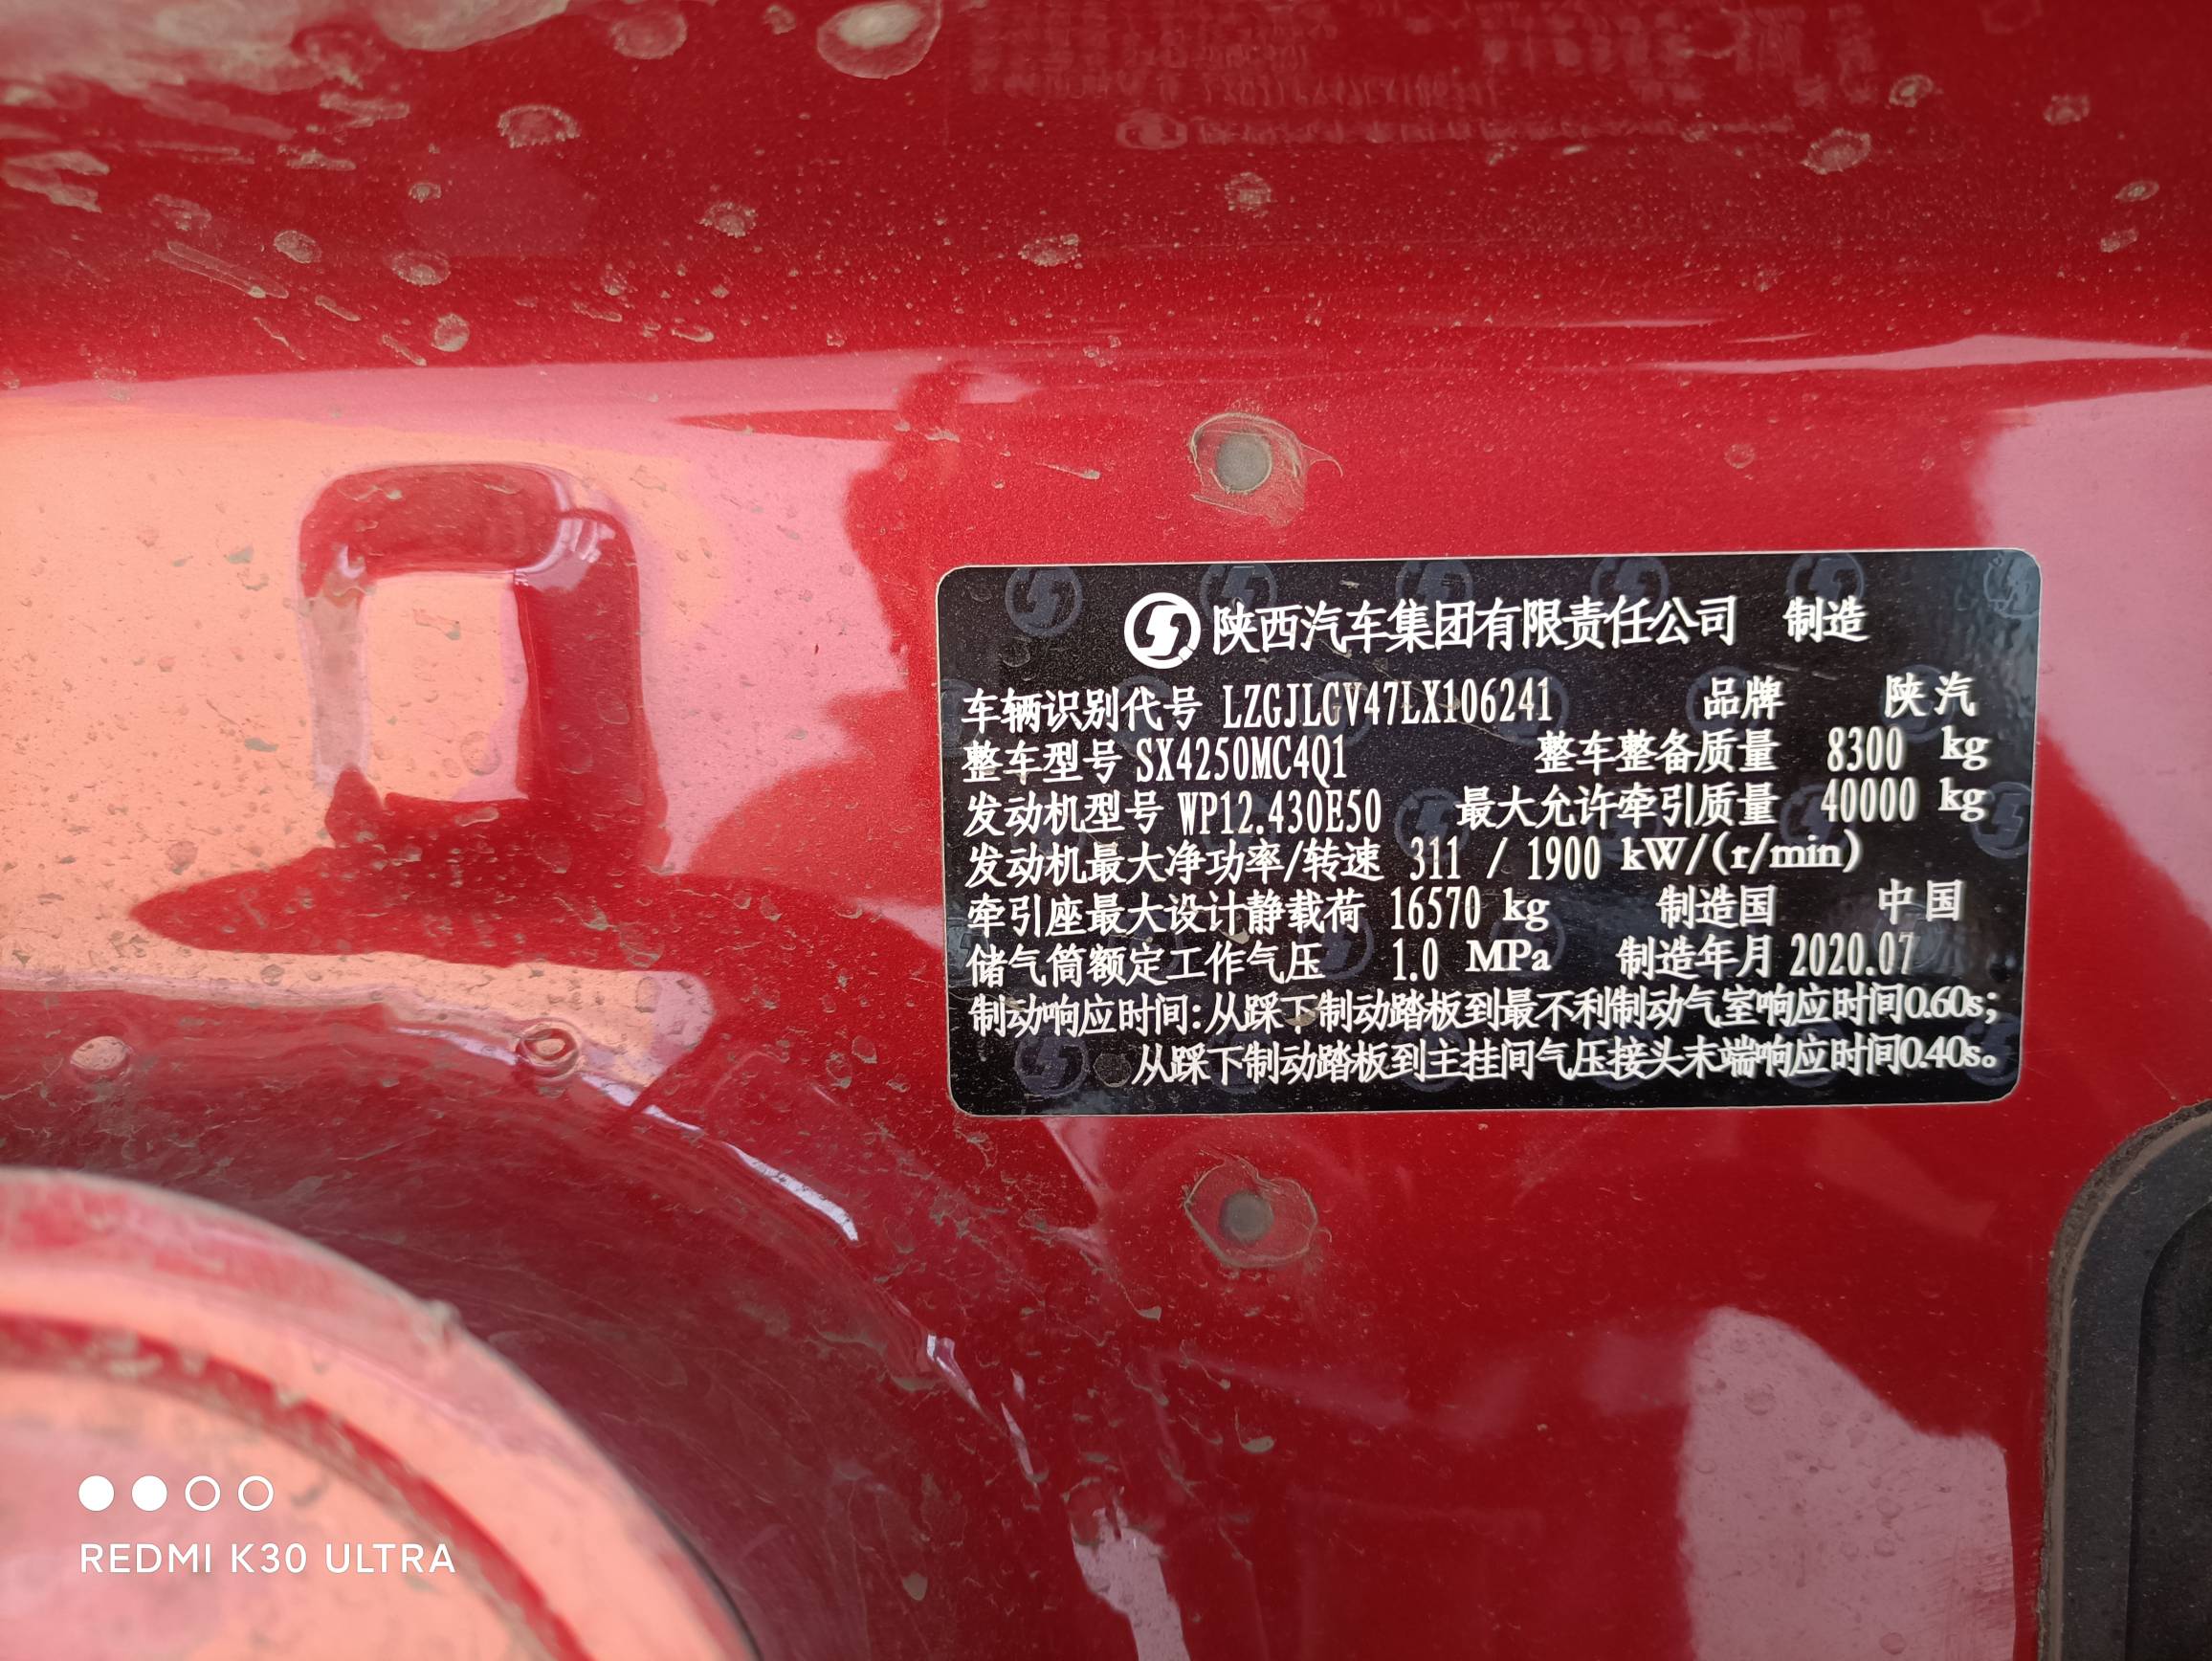 陕西汽车集团有限责任公司 制造
车辆识别代号 LZGJLGV47LX106241 品牌 陕汽
整车型号 SX4250MC4Q1 整车整备质量 8300 kg
发动机型号 WP12.430E50 最大允许牵引质量 40000 kg
发动机最大净功率/转速 311 / 1900 kW/(r/min)
牵引座最大设计静载荷 16570 kg 制造国 中国
储气筒额定工作气压 1.0 MPa 制造年月 2020.07
制动响应时间:从踩下制动踏板到最不利制动气室响应时间0.60s;
从踩下制动踏板到主挂间气压接头末端响应时间0.40s。
REDMI K30 ULTRA